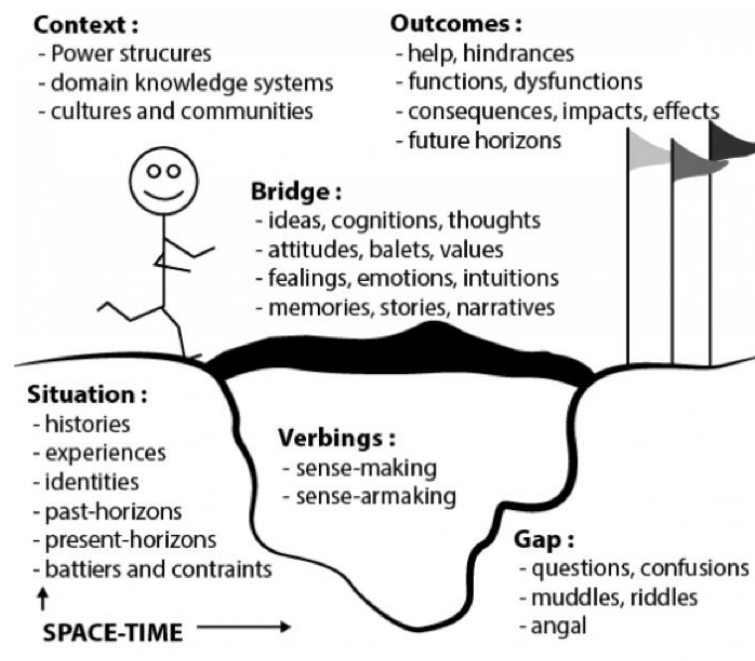 Context :
- Power strucures
- domain knowledge systems
- cultures and communities
Outcomes :
- help, hindrances
- functions, dysfunctions
- consequences, impacts, effects
- future horizons
Bridge :
- ideas, cognitions, thoughts
- attitudes, balets, values
- fealings, emotions, intuitions
- memories, stories, narratives
Situation :
- histories
- experiences
- identities
- past-horizons
- present-horizons
- battiers and contraints
Verbings :
- sense-making
- sense-armaking
Gap :
- questions, confusions
- muddles, riddles
- angal
SPACE-TIME